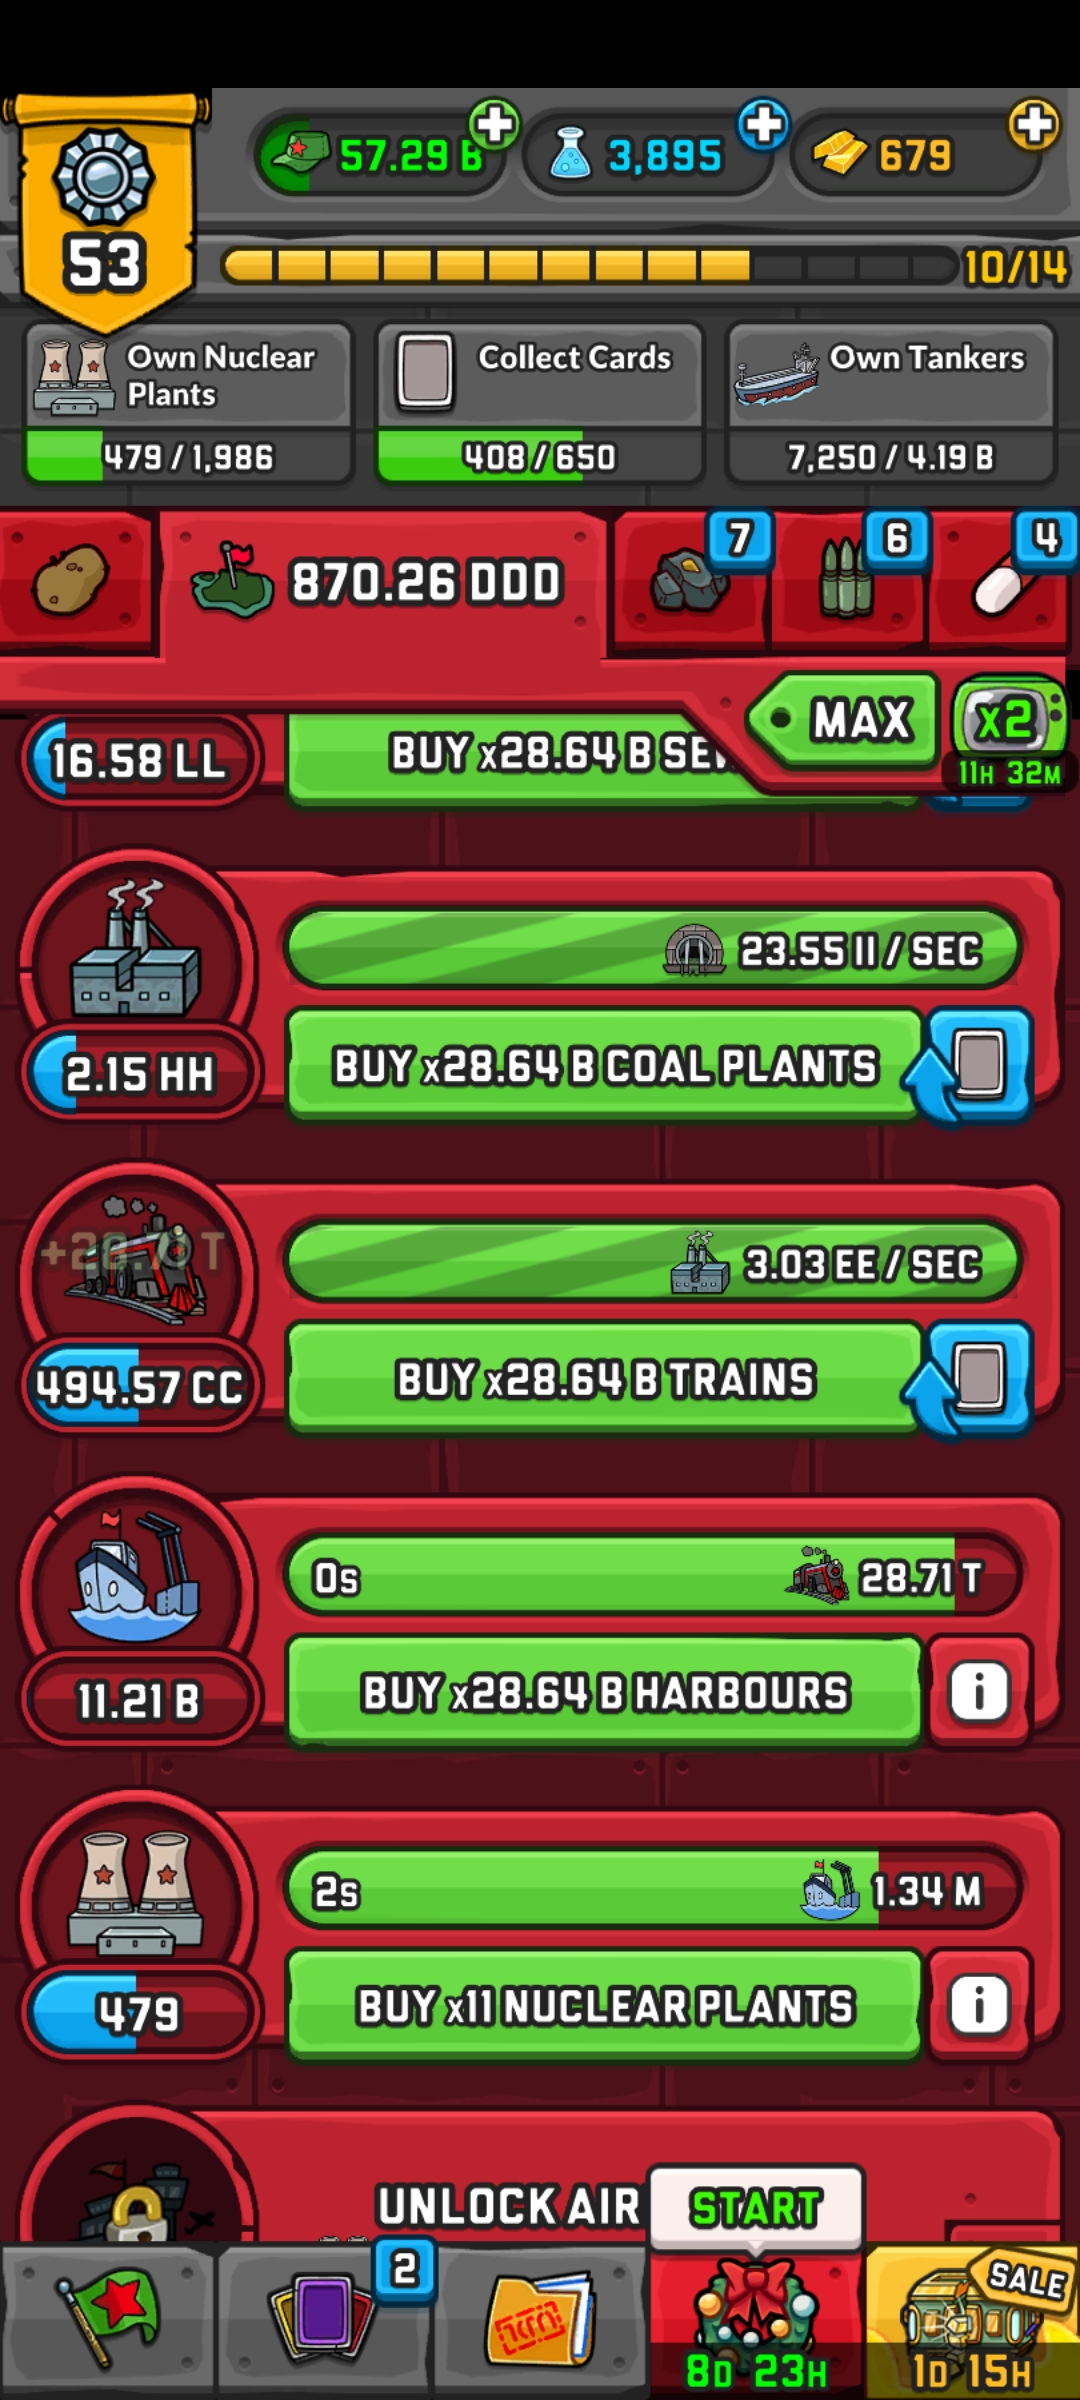 57.29 B
3,895
679
53
10/14
Own Nuclear
Plants
Collect Cards
Own Tankers
479 / 1,986
408 / 650
7,250 / 4.19 B
7
6
4
870.26 DDD
MAX
x2
11H 32M
16.58 LL
BUY x28.64 B
23.55 II / SEC
2.15 HH
BUY x28.64 B COAL PLANTS
3.03 EE / SEC
494.57 CC
BUY x28.64 B TRAINS
0s
28.71 T
11.21 B
BUY x28.64 B HARBOURS
i
2s
1.34 M
479
BUY x11 NUCLEAR PLANTS
i
UNLOCK AIR
START
2
SALE
8D 23H
1D 15H